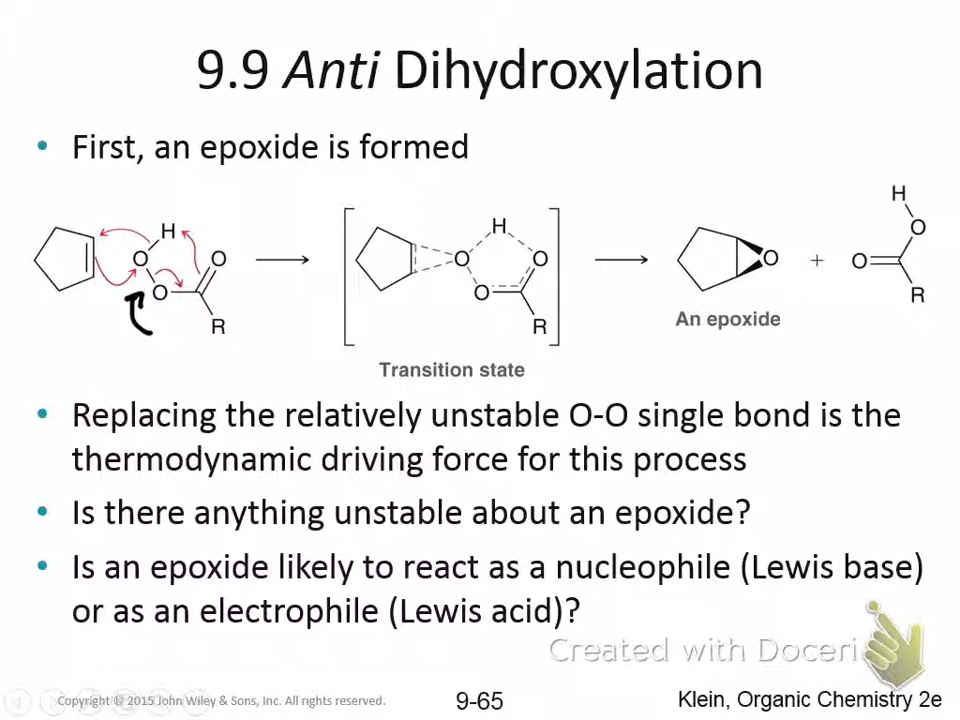 9.9 Anti Dihydroxylation
• First, an epoxide is formed
H O O O R
H O O O R
O
An epoxide
+
H O O R
Transition state
• Replacing the relatively unstable O-O single bond is the
thermodynamic driving force for this process
• Is there anything unstable about an epoxide?
• Is an epoxide likely to react as a nucleophile (Lewis base)
or as an electrophile (Lewis acid)?
Created with Doceri
Copyright © 2015 John Wiley & Sons, Inc. All rights reserved.
9-65
Klein, Organic Chemistry 2e